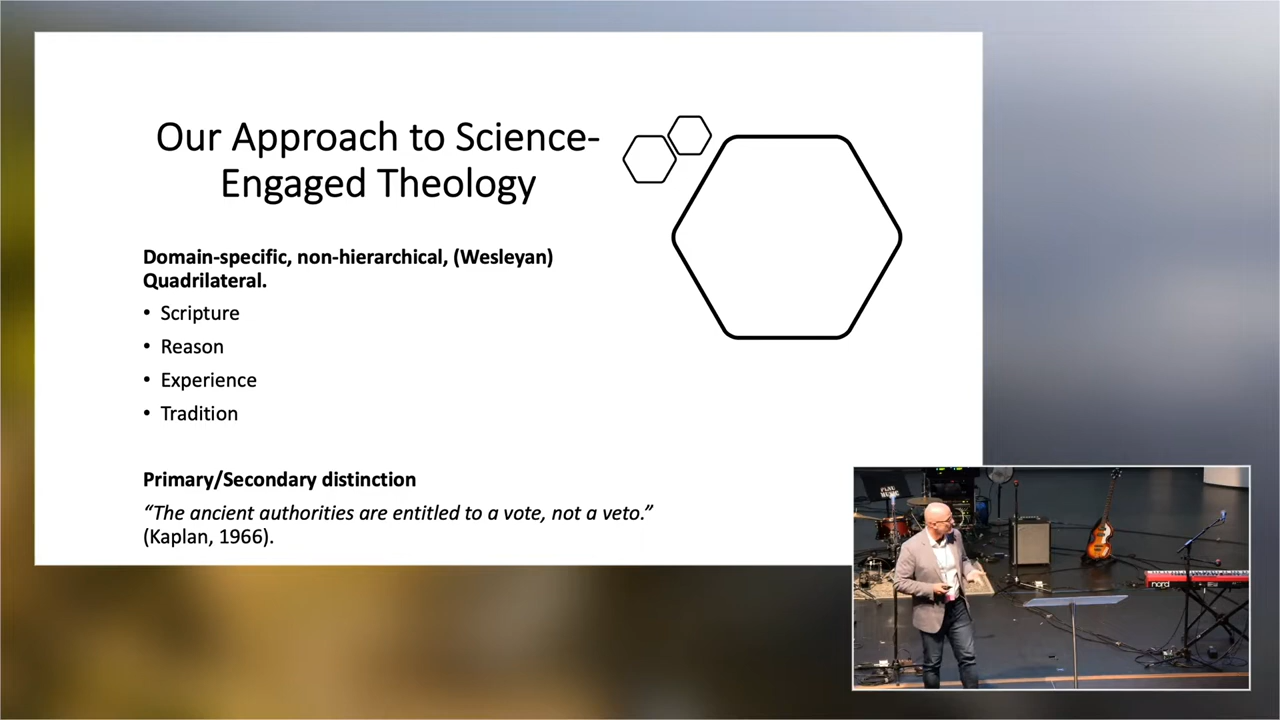 Our Approach to Science-
Engaged Theology
Domain-specific, non-hierarchical, (Wesleyan)
Quadrilateral.
• Scripture
• Reason
• Experience
• Tradition
Primary/Secondary distinction
“The ancient authorities are entitled to a vote, not a veto.”
(Kaplan, 1966).
nord